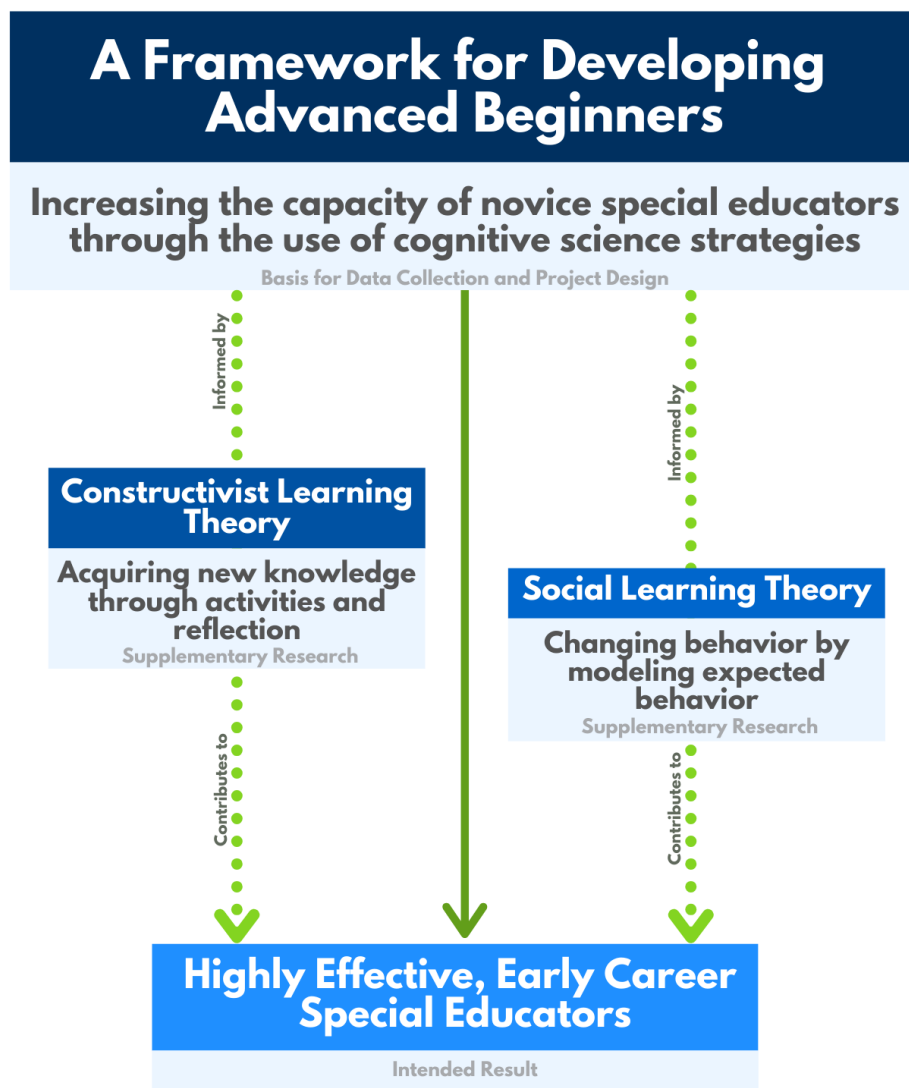 A Framework for Developing
Advanced Beginners
Increasing the capacity of novice special educators
through the use of cognitive science strategies
Basis for Data Collection and Project Design
Informed by
Informed by
Constructivist Learning
Theory
Acquiring new knowledge
through activities and
reflection
Supplementary Research
Social Learning Theory
Changing behavior by
modeling expected
behavior
Supplementary Research
Contributes to
Contributes to
Highly Effective, Early Career
Special Educators
Intended Result